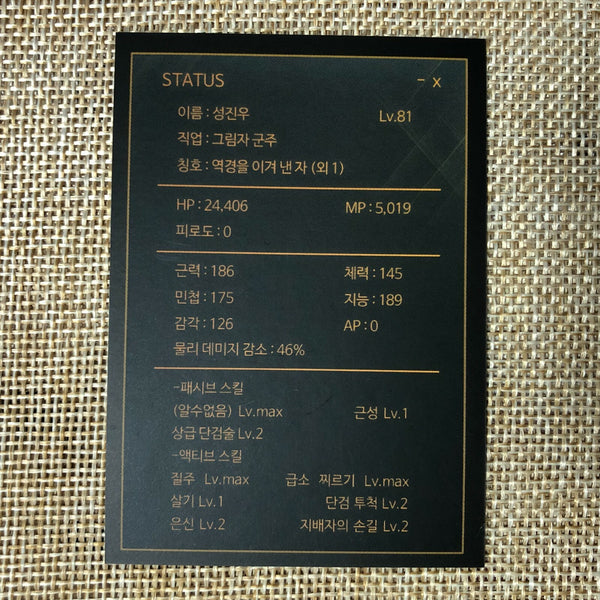 STATUS – x
이름 : 성진우 Lv.81
직업 : 그림자 군주
칭호 : 역경을 이겨 낸 자 (외 1)
HP : 24,406 MP : 5,019
피로도 : 0
근력 : 186 체력 : 145
민첩 : 175 지능 : 189
감각 : 126 AP : 0
물리 데미지 감소 : 46%
-패시브 스킬
(알수없음) Lv.max 근성 Lv.1
상급 단검술 Lv.2
-액티브 스킬
질주 Lv.max 급소 찌르기 Lv.max
살기 Lv.1 단검 투척 Lv.2
은신 Lv.2 지배자의 손길 Lv.2